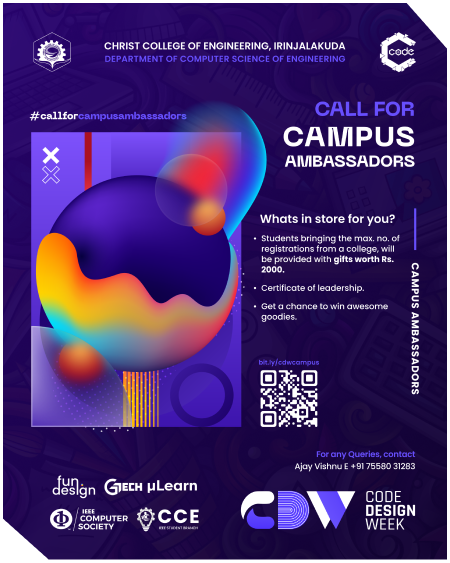 CHRIST COLLEGE OF ENGINEERING, IRINJALAKUDA
DEPARTMENT OF COMPUTER SCIENCE OF ENGINEERING
code
#callforcampusambassadors
CALL FOR
CAMPUS
AMBASSADORS
Whats in store for you?
• Students bringing the max. no. of
registrations from a college, will
be provided with gifts worth Rs.
2000.
• Certificate of leadership.
• Get a chance to win awesome
goodies.
CAMPUS AMBASSADORS
bit.ly/cdwcampus
For any Queries, contact
Ajay Vishnu E +91 75580 31283
fun.
design
GTECH µLearn
IEEE
COMPUTER
SOCIETY
CCE
IEEE STUDENT BRANCH
CDW
CODE
DESIGN
WEEK